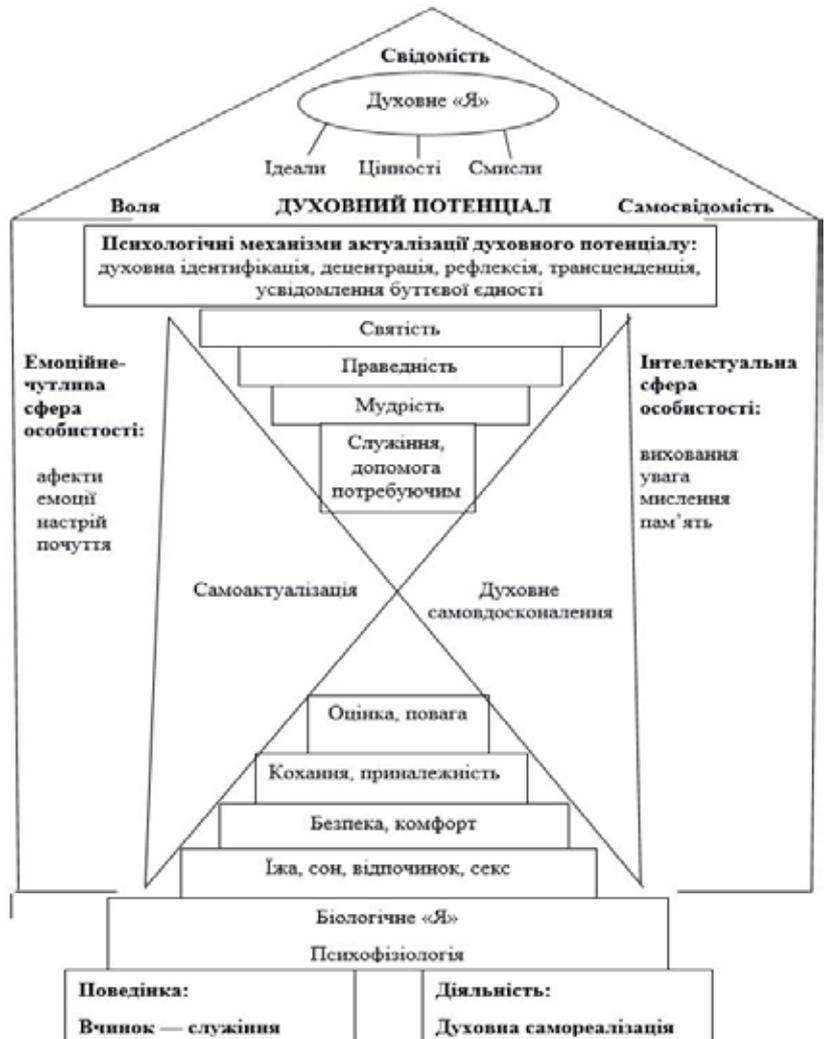 Свідомість
Духовне «Я»
Ідеали Цінності Смисли
Воля ДУХОВНИЙ ПОТЕНЦІАЛ Самосвідомість
Психологічні механізми актуалізації духовного потенціалу:
духовна ідентифікація, децентрація, рефлексія, трансценденція,
усвідомлення буттєвої єдності
Святість
Праведність
Мудрість
Служіння,
допомога
потребуючим
Емоційне-
чутлива
сфера
особистості:
афекти
емоції
настрій
почуття
Інтелектуальна
сфера
особистості:
виховання
увага
мислення
пам’ять
Самоактуалізація
Духовне
самовдосконалення
Оцінка, повага
Кохання, приналежність
Безпека, комфорт
Їжа, сон, відпочинок, секс
Біологічне «Я»
Психофізіологія
Поведінка:
Вчинок — служіння
Діяльність:
Духовна самореалізація